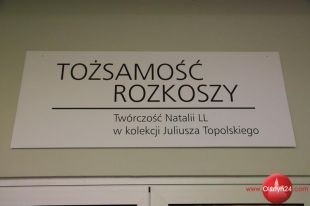 TOŻSAMOŚĆ
ROZKOSZY
Twórczość Natalii LL
w kolekcji Juliusza Topolskiego
www.Olsztyn24.com